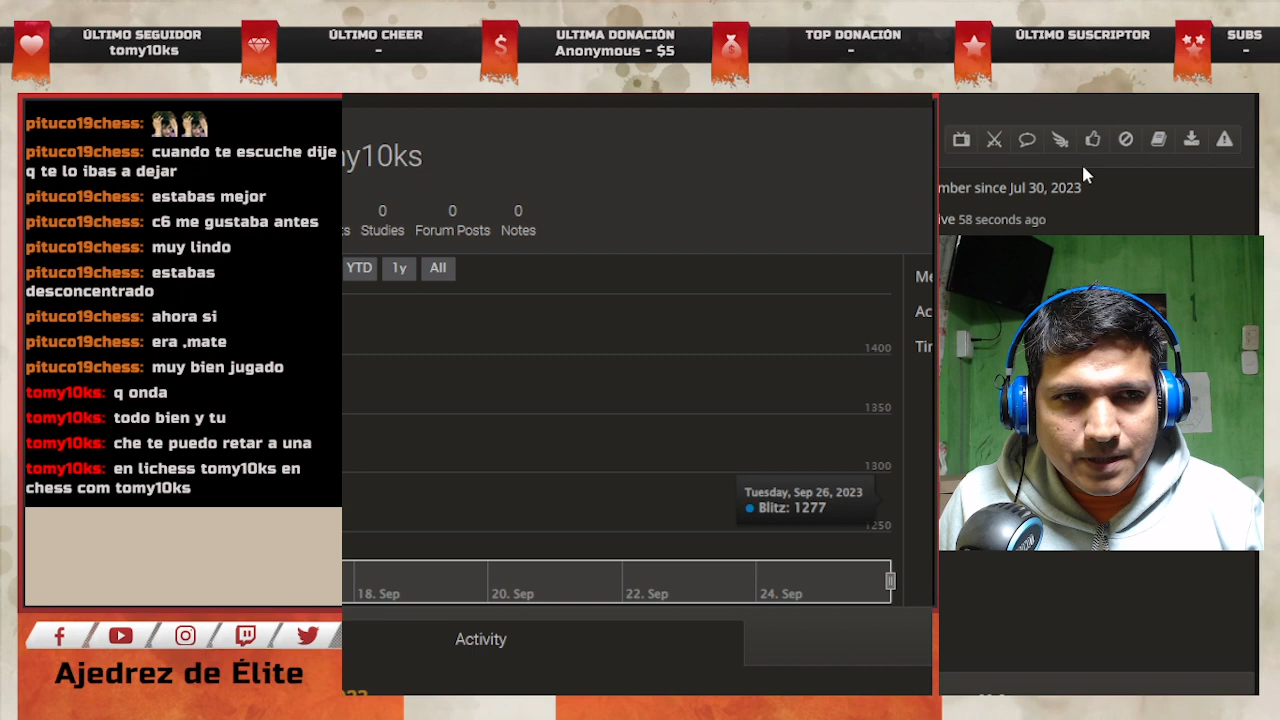 ÚLTIMO SEGUIDOR
tomy10ks
ÚLTIMO CHEER
-
ULTIMA DONACIÓN
Anonymous - $5
TOP DONACIÓN
-
ÚLTIMO SUSCRIPTOR
SUBS
-
pituco19chess:
pituco19chess: cuando te escuche dije
q te lo ibas a dejar
pituco19chess: estabas mejor
pituco19chess: c6 me gustaba antes
pituco19chess: muy lindo
pituco19chess: estabas
desconcentrado
pituco19chess: ahora si
pituco19chess: era ,mate
pituco19chess: muy bien jugado
tomy10ks: q onda
tomy10ks: todo bien y tu
tomy10ks: che te puedo retar a una
tomy10ks: en lichess tomy10ks en
chess com tomy10ks
my10ks
0
0
0
ts
Studies
Forum Posts
Notes
YTD
1y
All
Me
Ac
Tim
1400
1350
1300
1250
Tuesday, Sep 26, 2023
Blitz: 1277
18. Sep
20. Sep
22. Sep
24. Sep
Activity
mber since Jul 30, 2023
ive 58 seconds ago
Ajedrez de Élite